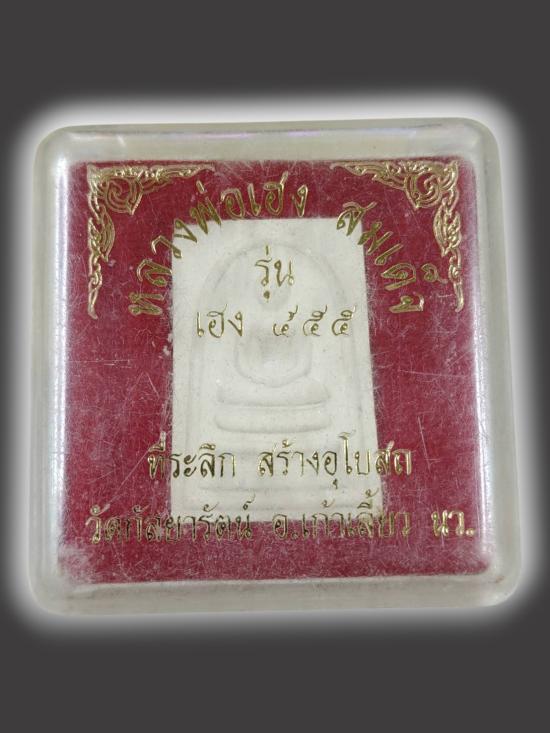 หลวงพ่อเฮง สมเด็จ
รุ่น
เฮง ๔๕๕
ที่ระลึก สร้างอุโบสถ
วัดกัลยารัตน์ อ.เก้าเลี้ยว นว.